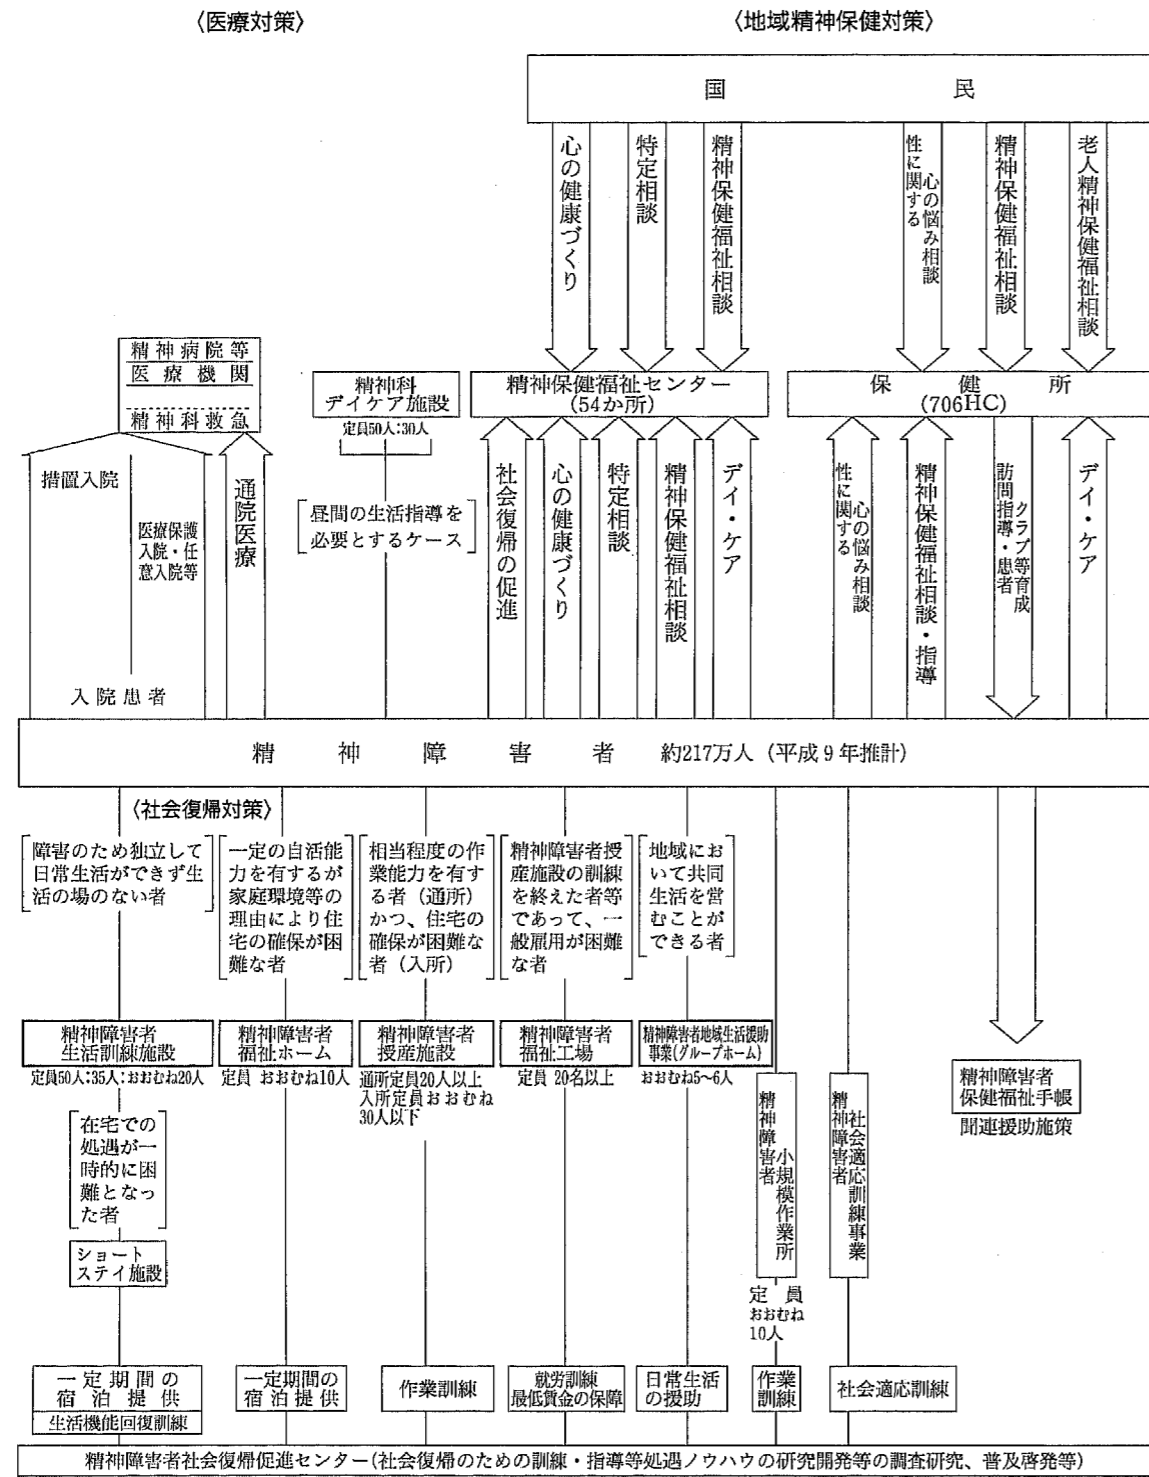 〈医療対策〉
〈地域精神保健対策〉
国民
心の健康づくり
特定相談
精神保健福祉相談
性に関する
心の悩み相談
精神保健福祉相談
老人精神保健福祉相談
精神病院等
医療機関
精神科救急
精神科
デイケア施設
定員50人:30人
精神保健福祉センター
(54か所)
保健所
(706HC)
措置入院
医療保護
入院・任
意入院等
通院医療
昼間の生活指導を
必要とするケース
社会復帰の促進
心の健康づくり
特定相談
精神保健福祉相談
デイ・ケア
性に関する
心の悩み相談
精神保健福祉相談・指導
訪問指導・患者
クラブ等育成
デイ・ケア
入院患者
精神障害者 約217万人(平成9年推計)
〈社会復帰対策〉
障害のため独立して
日常生活ができず生
活の場のない者
一定の自活能
力を有するが
家庭環境等の
理由により住
宅の確保が困
難な者
相当程度の作
業能力を有す
る者(通所)
かつ、住宅の
確保が困難な
者(入所)
精神障害者授
産施設の訓練
を終えた者等
であって、一
般雇用が困難
な者
地域にお
いて共同
生活を営
むことが
できる者
精神障害者
生活訓練施設
定員50人:35人:おおむね20人
精神障害者
福祉ホーム
定員 おおむね10人
精神障害者
授産施設
通所定員20人以上
入所定員おおむね
30人以下
精神障害者
福祉工場
定員 20名以上
精神障害者地域生活援助
事業(グループホーム)
おおむね5〜6人
精神障害者
小規模作業所
定員
おおむね
10人
精神障害者
社会適応訓練事業
精神障害者
保健福祉手帳
関連援助施策
在宅での
処遇が一
時的に困
難となっ
た者
ショート
ステイ施設
一定期間の
宿泊提供
生活機能回復訓練
一定期間の
宿泊提供
作業訓練
就労訓練
最低賃金の保障
日常生活
の援助
作業
訓練
社会適応訓練
精神障害者社会復帰促進センター(社会復帰のための訓練・指導等処遇ノウハウの研究開発等の調査研究、普及啓発等)